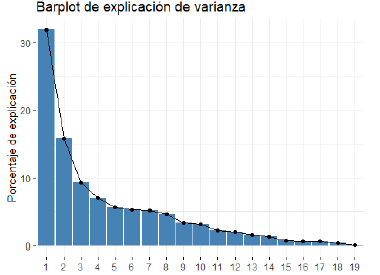 Barplot de explicación de varianza
Porcentaje de explicación
30
20
10
0
1 2 3 4 5 6 7 8 9 10 11 12 13 14 15 16 17 18 19